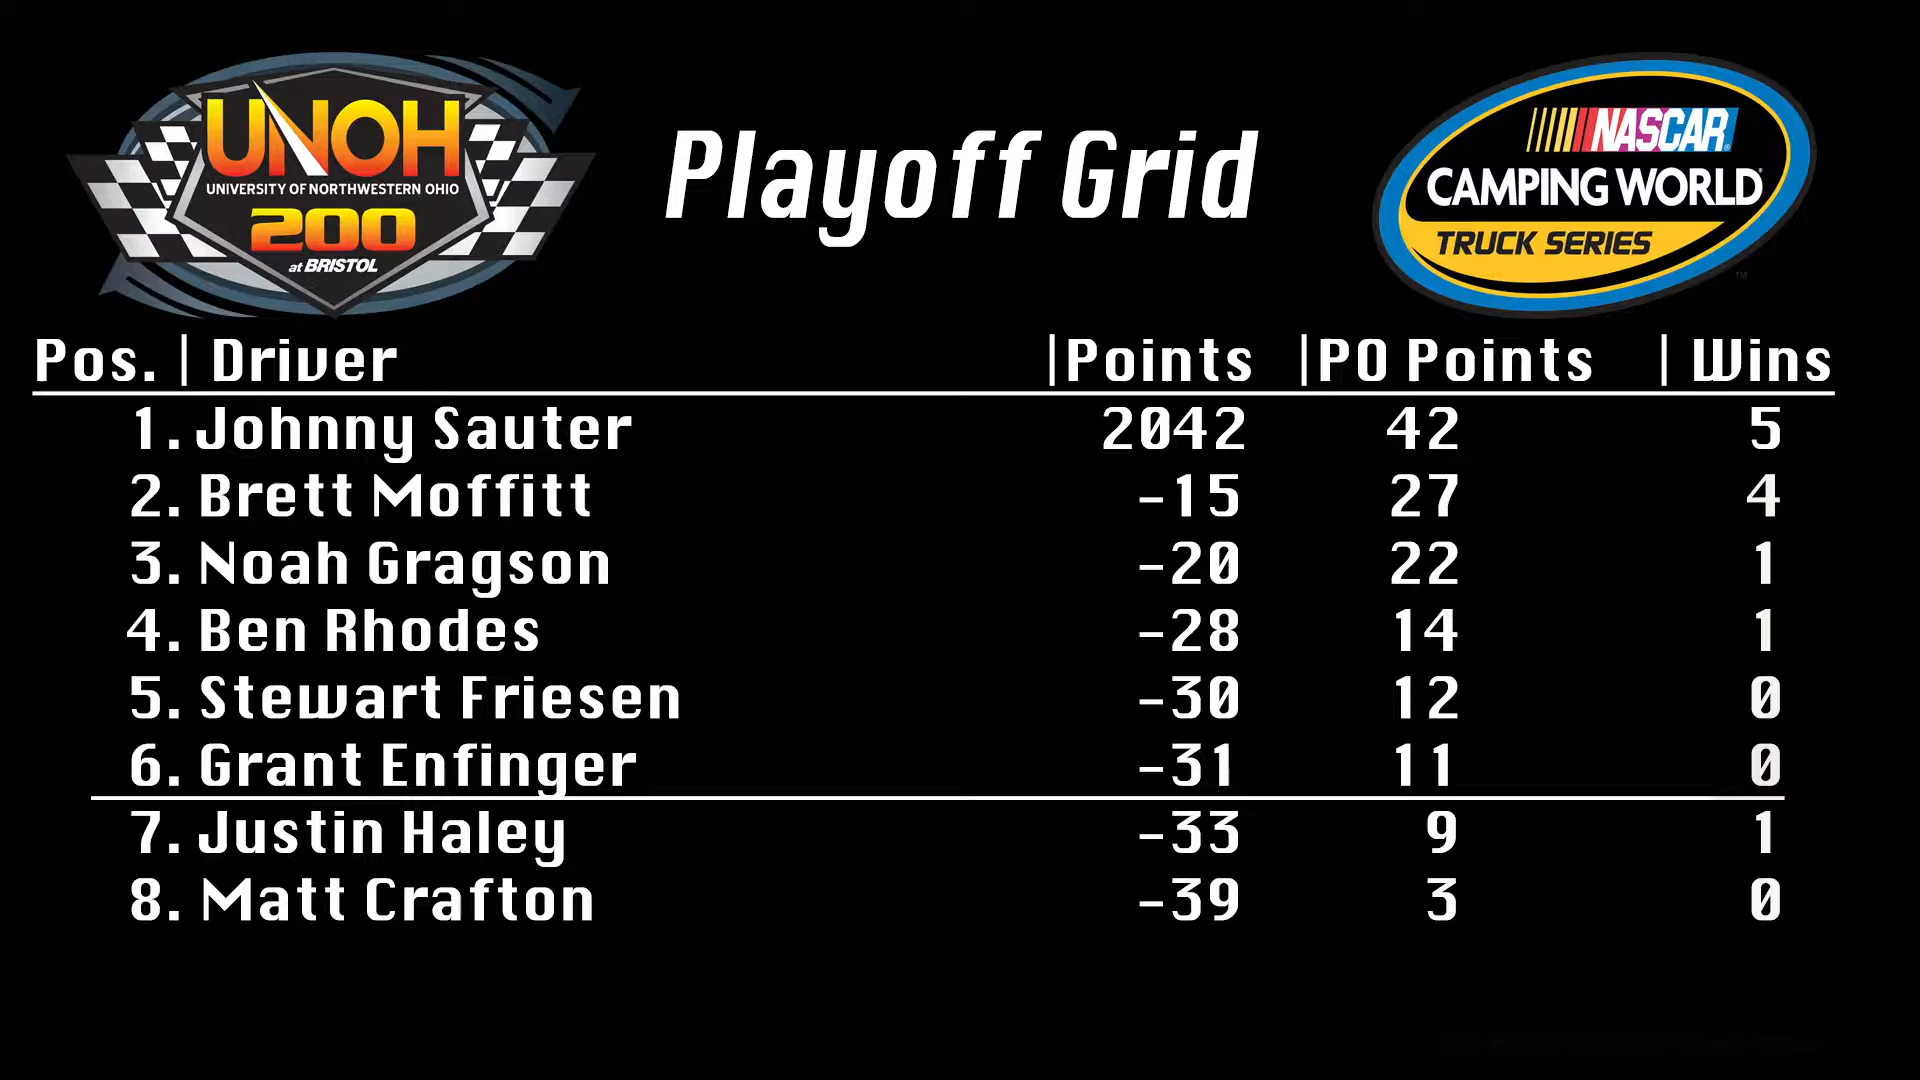 UNOH
UNIVERSITY OF NORTHWESTERN OHIO
200
at BRISTOL
Playoff Grid
NASCAR
CAMPING WORLD
TRUCK SERIES
Pos. | Driver |Points |PO Points | Wins
1. Johnny Sauter 2042 42 5
2. Brett Moffitt -15 27 4
3. Noah Gragson -20 22 1
4. Ben Rhodes -28 14 1
5. Stewart Friesen -30 12 0
6. Grant Enfinger -31 11 0
7. Justin Haley -33 9 1
8. Matt Crafton -39 3 0